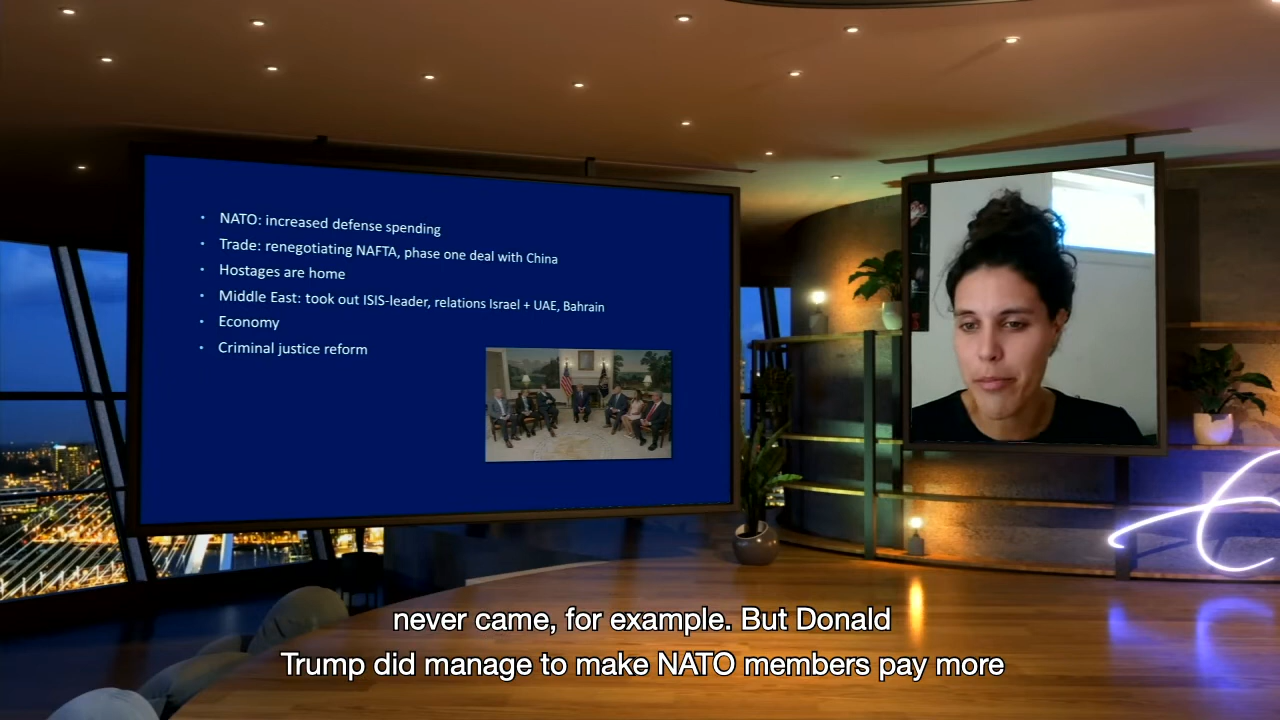 NATO: increased defense spending
Trade: renegotiating NAFTA, phase one deal with China
Hostages are home
Middle East: took out ISIS-leader, relations Israel + UAE, Bahrain
Economy
Criminal justice reform
never came, for example. But Donald
Trump did manage to make NATO members pay more